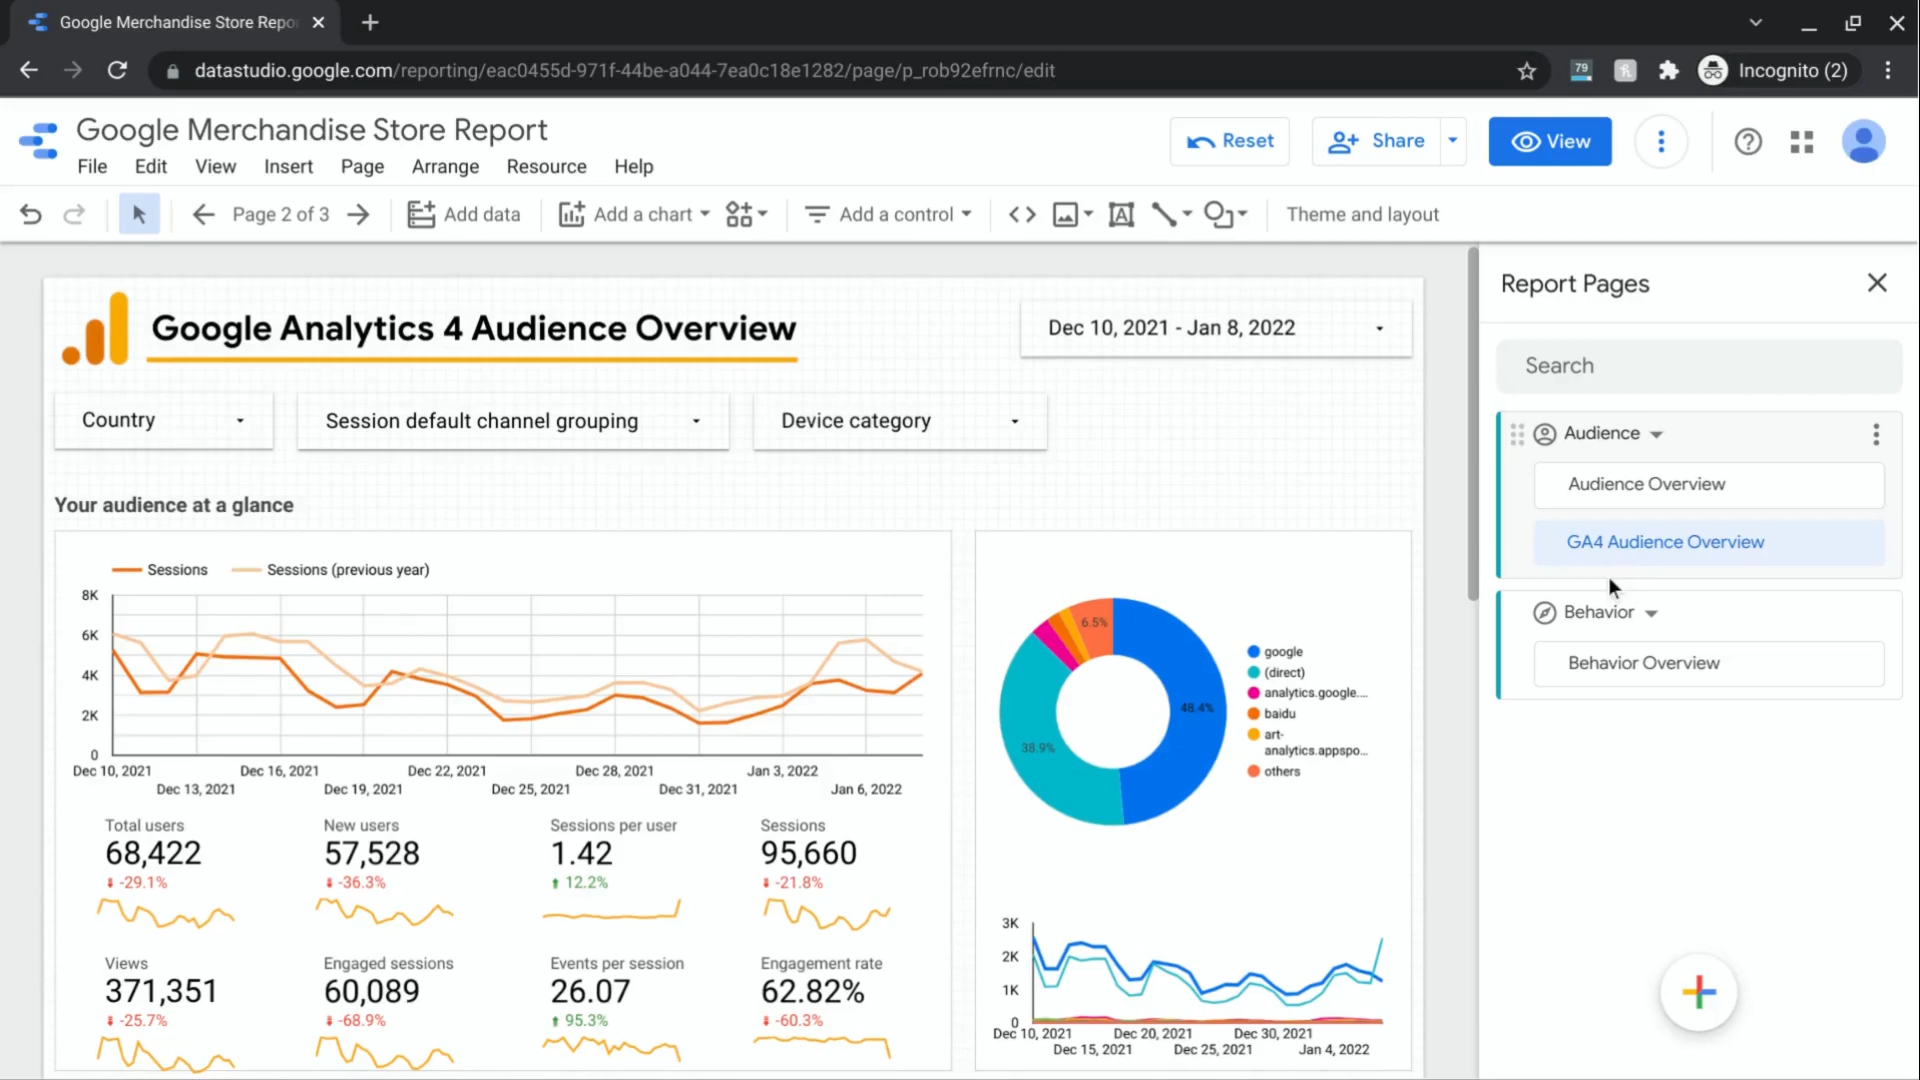 Google Merchandise Store Repo
datastudio.google.com/reporting/eac0455d-971f-44be-a044-7ea0c18e1282/page/p_rob92efrnc/edit
79
Incognito (2)
Google Merchandise Store Report
File Edit View Insert Page Arrange Resource Help
Reset
Share
View
Page 2 of 3
Add data
Add a chart
Add a control
Theme and layout
Google Analytics 4 Audience Overview
Dec 10, 2021 - Jan 8, 2022
Country
Session default channel grouping
Device category
Your audience at a glance
Sessions
Sessions (previous year)
8K
6K
4K
2K
0
Dec 10, 2021
Dec 13, 2021
Dec 16, 2021
Dec 19, 2021
Dec 22, 2021
Dec 25, 2021
Dec 28, 2021
Dec 31, 2021
Jan 3, 2022
Jan 6, 2022
Total users
68,422
-29.1%
New users
57,528
-36.3%
Sessions per user
1.42
12.2%
Sessions
95,660
-21.8%
Views
371,351
-25.7%
Engaged sessions
60,089
-68.9%
Events per session
26.07
95.3%
Engagement rate
62.82%
-60.3%
6.5%
48.4%
38.9%
google
(direct)
analytics.google....
baidu
art-
analytics.appspo...
others
3K
2K
1K
0
Dec 10, 2021
Dec 15, 2021
Dec 20, 2021
Dec 25, 2021
Dec 30, 2021
Jan 4, 2022
Report Pages
Search
Audience
Audience Overview
GA4 Audience Overview
Behavior
Behavior Overview